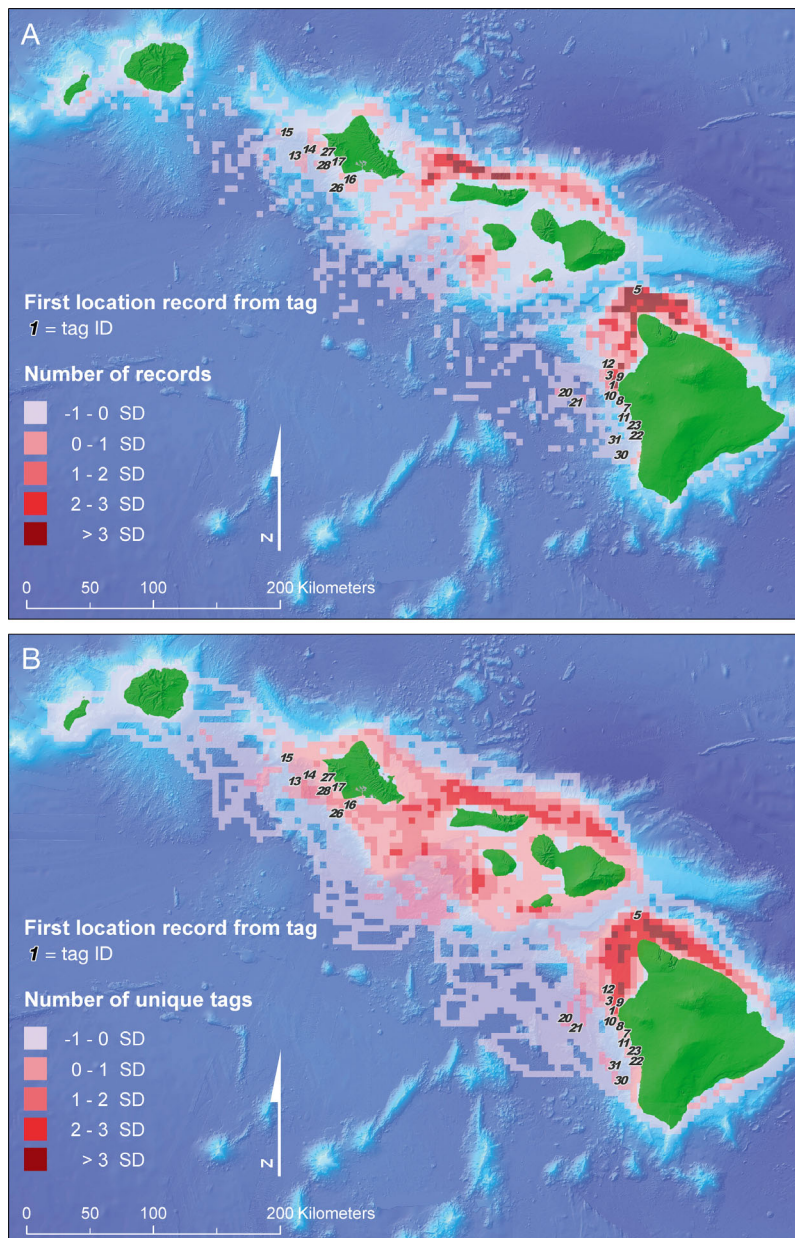 A
15
13 14 27
28 17
16
26
5
First location record from tag
1 = tag ID
12
3 9
1
10 8
20
21
7
11
23
22
31
30
Number of records
-1 - 0 SD
0 - 1 SD
1 - 2 SD
2 - 3 SD
> 3 SD
N
0 50 100 200 Kilometers
B
15
13 14 27
28 17
16
26
5
First location record from tag
1 = tag ID
12
3 9
1
10 8
20
21
7
11
23
22
31
30
Number of unique tags
-1 - 0 SD
0 - 1 SD
1 - 2 SD
2 - 3 SD
> 3 SD
N
0 50 100 200 Kilometers